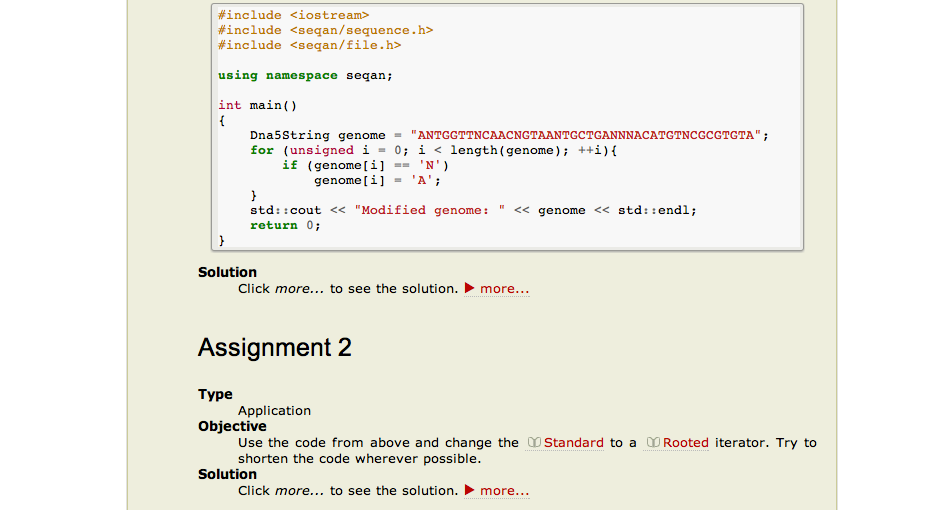 #include <iostream>
#include <seqan/sequence.h>
#include <seqan/file.h>
using namespace seqan;
int main()
{
Dna5String genome = "ANTGGTTNCAACNGTAANTGCTGANNNACATGTNCGCGTGTA";
for (unsigned i = 0; i < length(genome); ++i){
if (genome[i] == 'N')
genome[i] = 'A';
}
std::cout << "Modified genome: " << genome << std::endl;
return 0;
}
Solution
Click more... to see the solution. ▶ more...
Assignment 2
Type
Application
Objective
Use the code from above and change the Standard to a Rooted iterator. Try to
shorten the code wherever possible.
Solution
Click more... to see the solution. ▶ more...